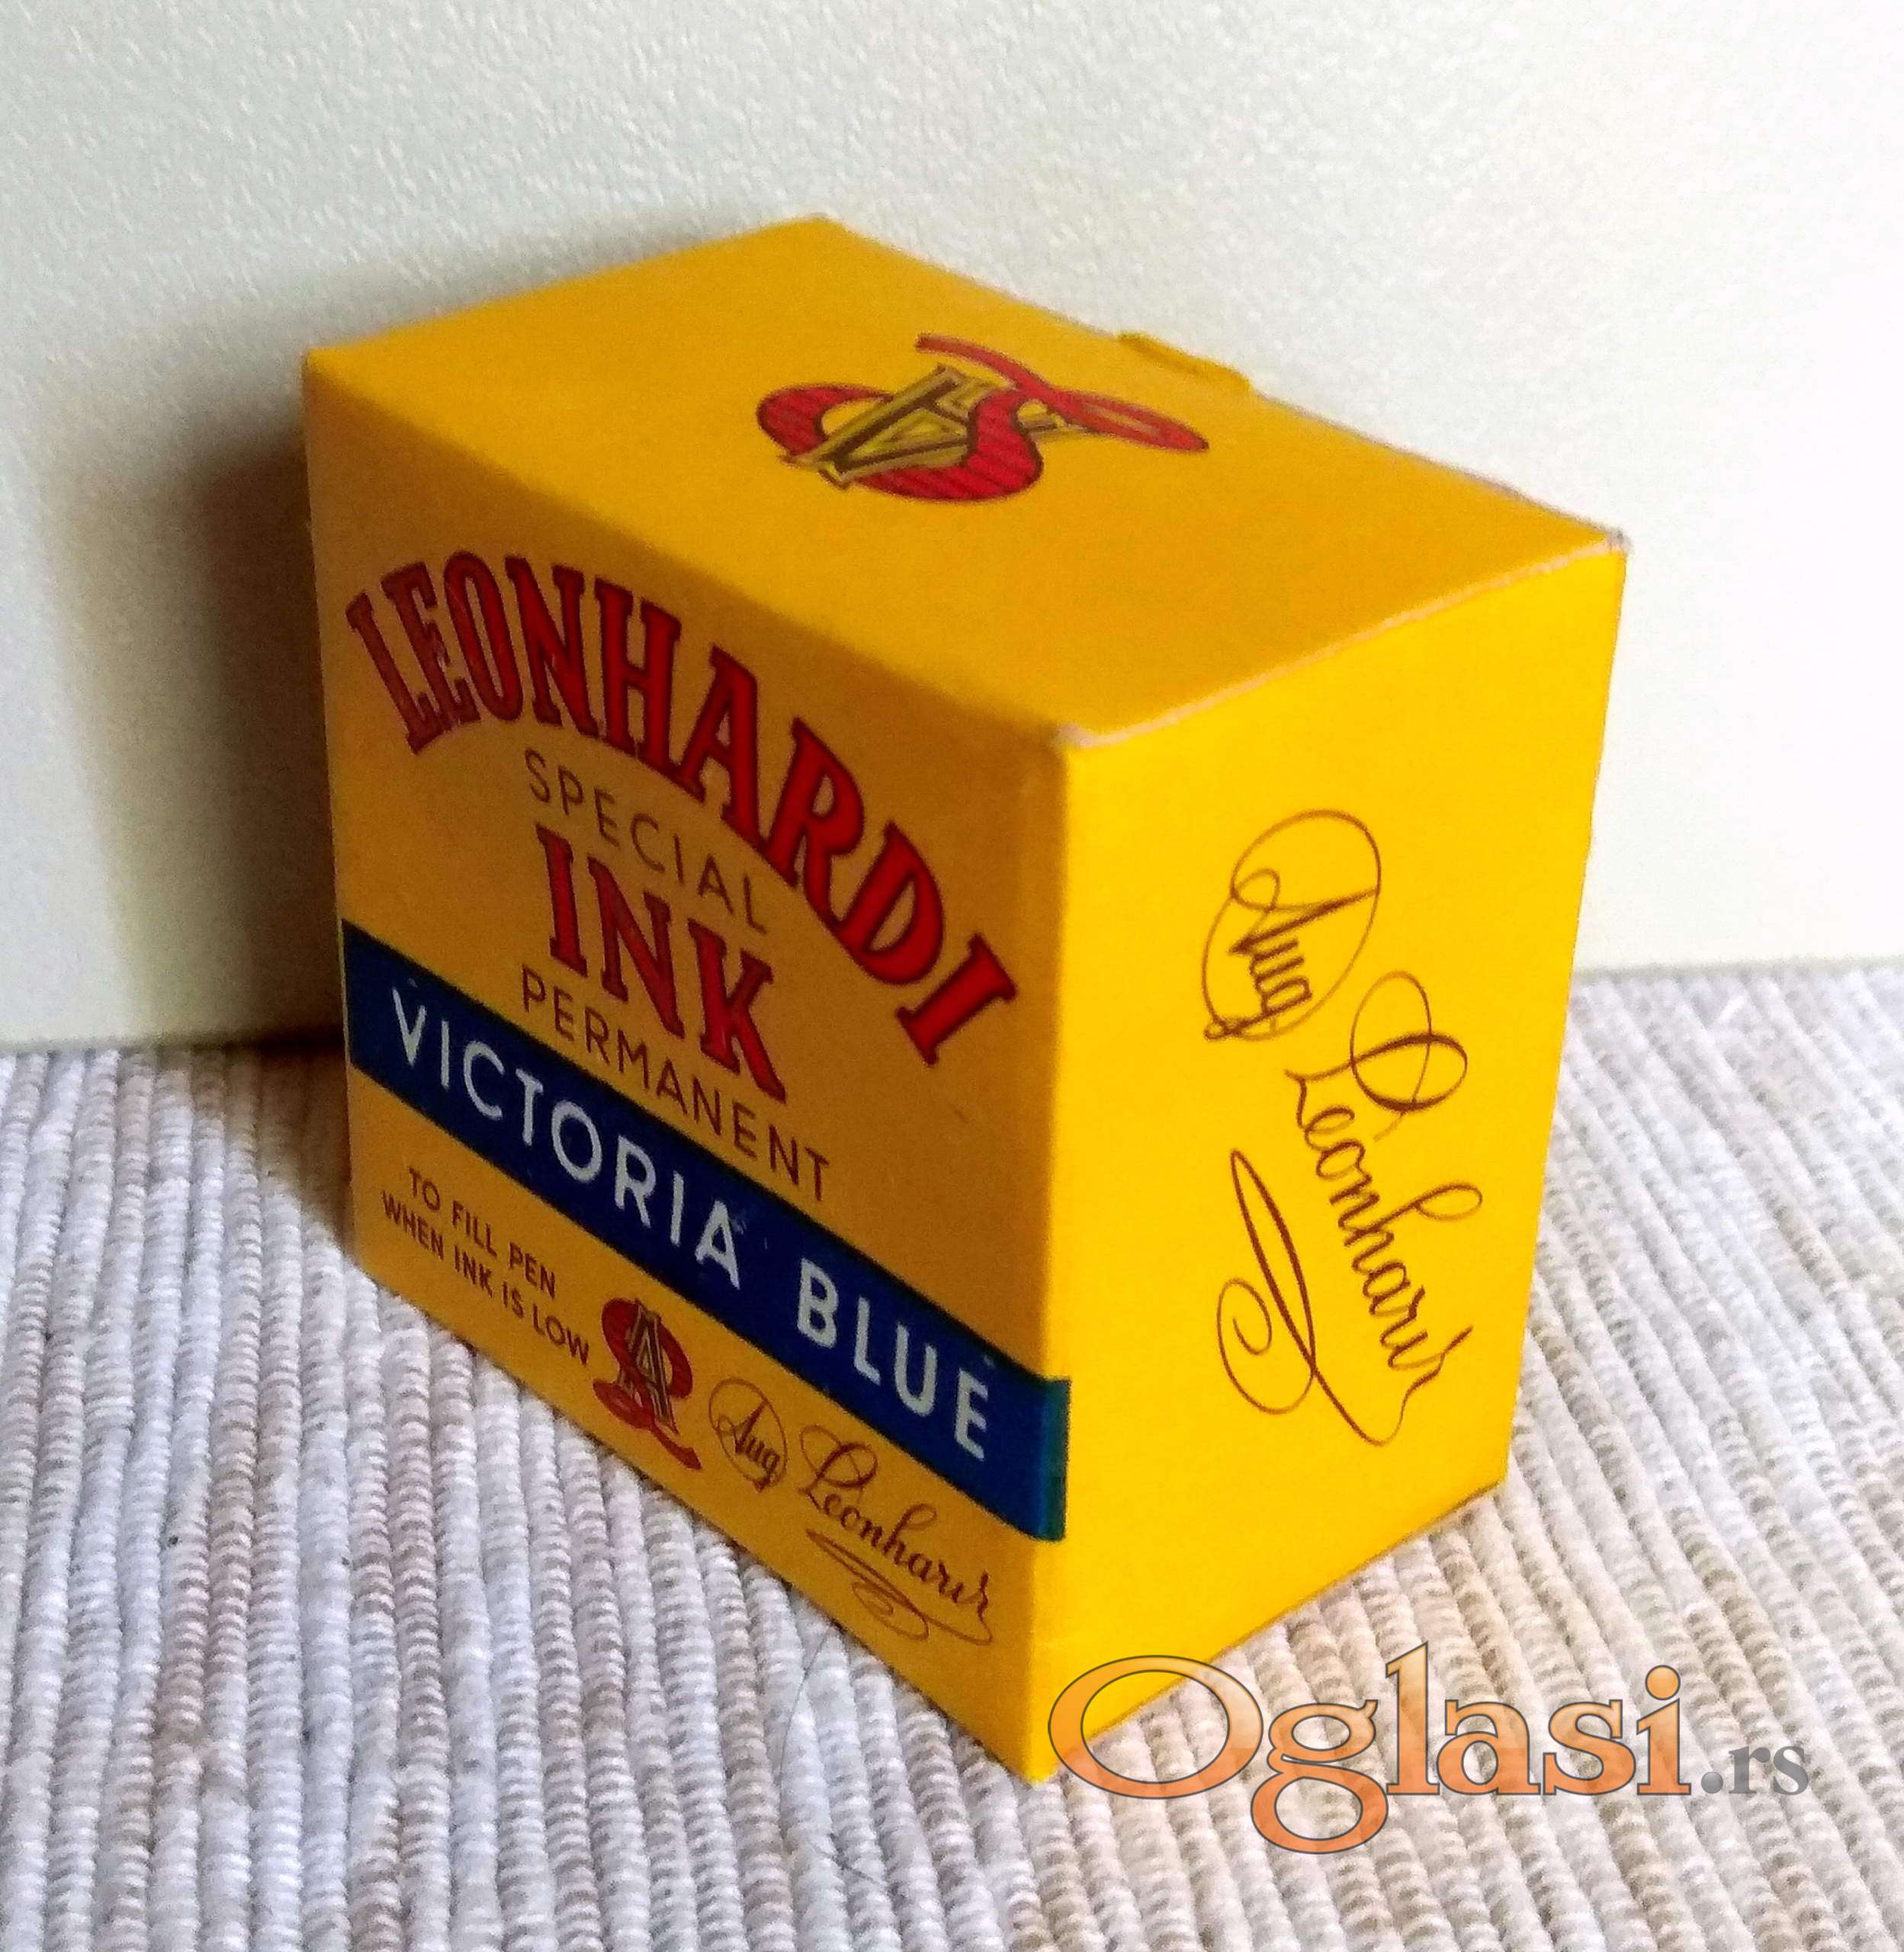 LEONHARDI
SPECIAL
INK
PERMANENT
VICTORIA BLUE
TO FILL PEN
WHEN INK IS LOW
Aug Leonhardi
Aug
Leonhardi
Oglasi.rs